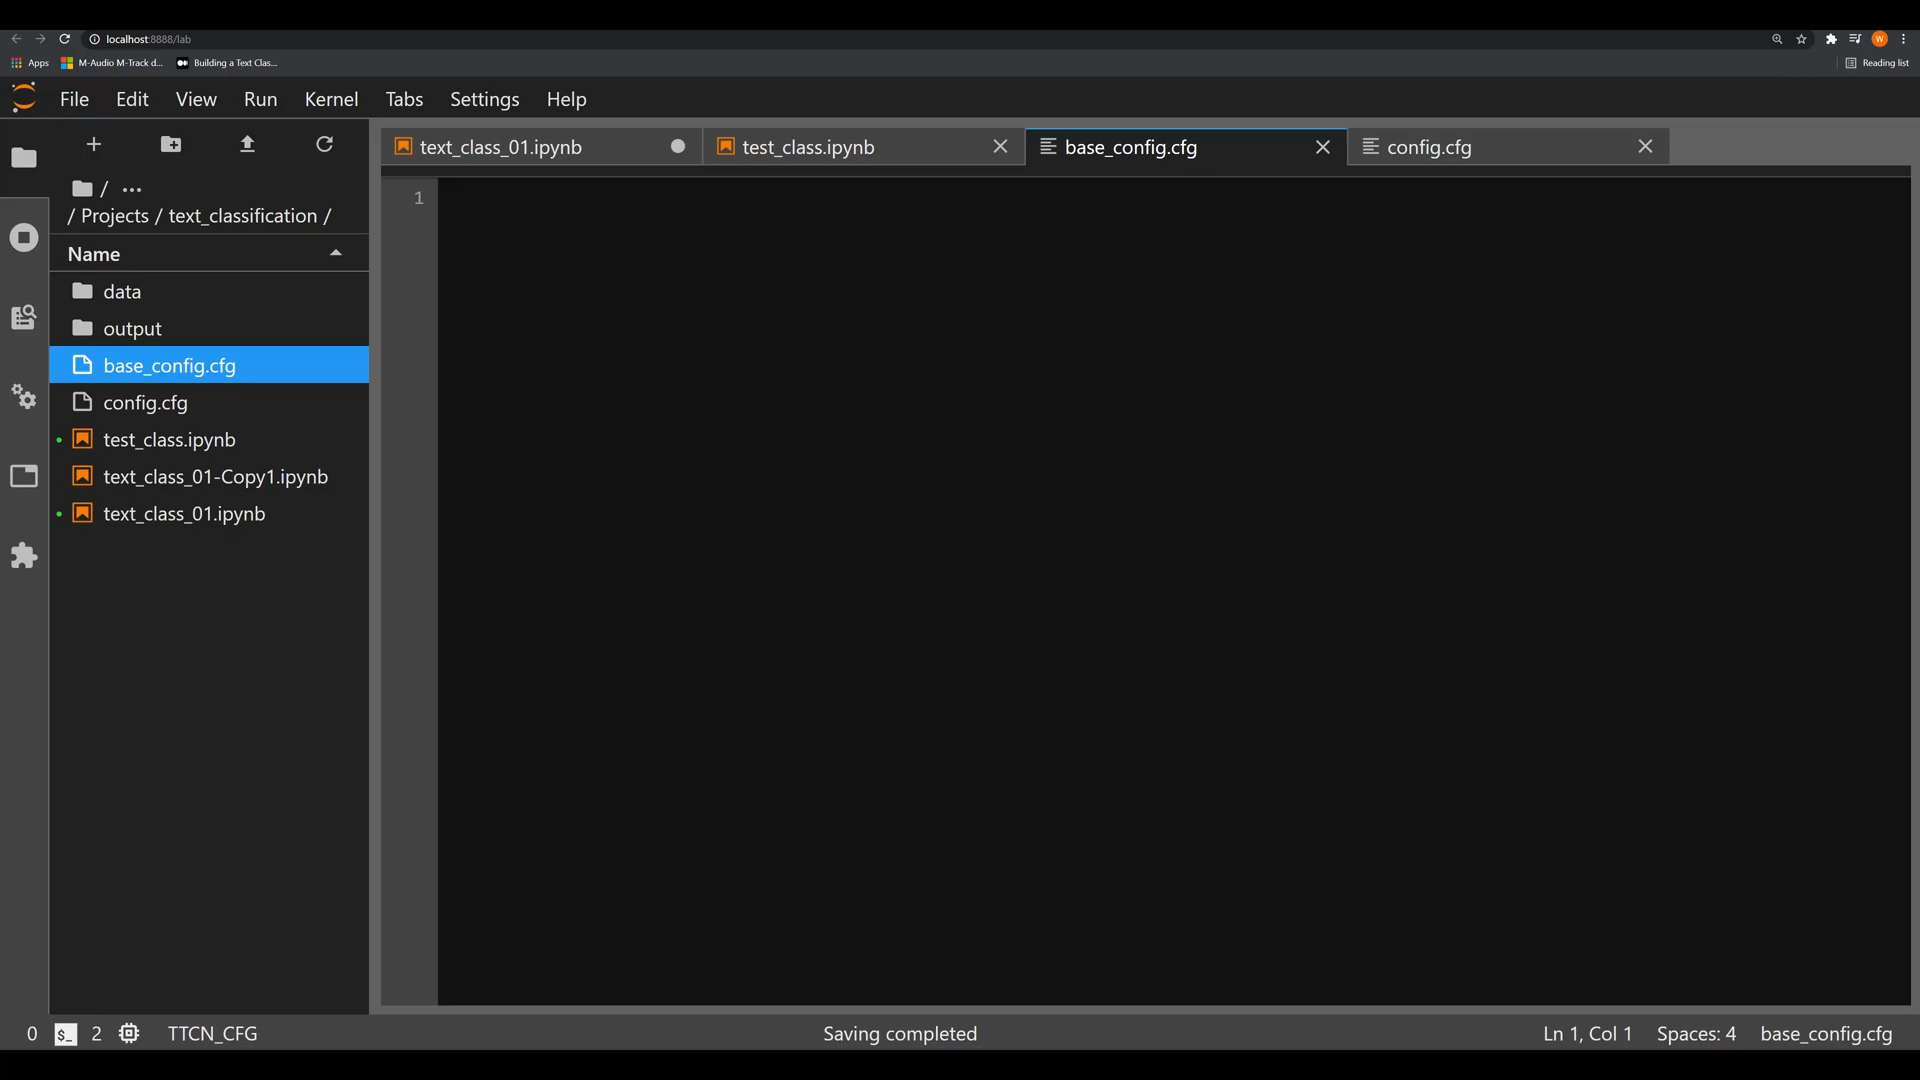 localhost:8888/lab
Apps
M-Audio M-Track d...
Building a Text Clas...
Reading list
File Edit View Run Kernel Tabs Settings Help
text_class_01.ipynb
test_class.ipynb
base_config.cfg
config.cfg
/ ...
/ Projects / text_classification /
Name
data
output
base_config.cfg
config.cfg
test_class.ipynb
text_class_01-Copy1.ipynb
text_class_01.ipynb
1
W
0 $_ 2 TTCN_CFG
Saving completed
Ln 1, Col 1 Spaces: 4 base_config.cfg